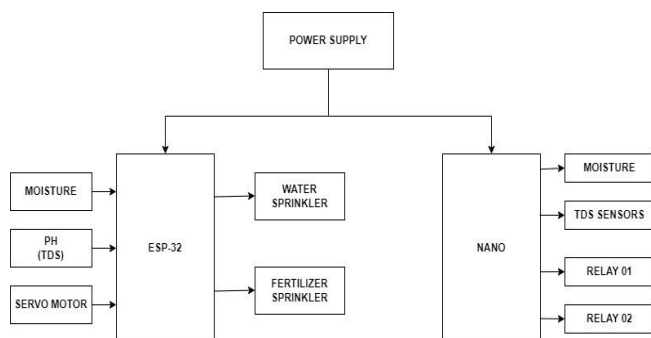 POWER SUPPLY
MOISTURE
PH
(TDS)
SERVO MOTOR
ESP-32
WATER
SPRINKLER
FERTILIZER
SPRINKLER
NANO
MOISTURE
TDS SENSORS
RELAY 01
RELAY 02